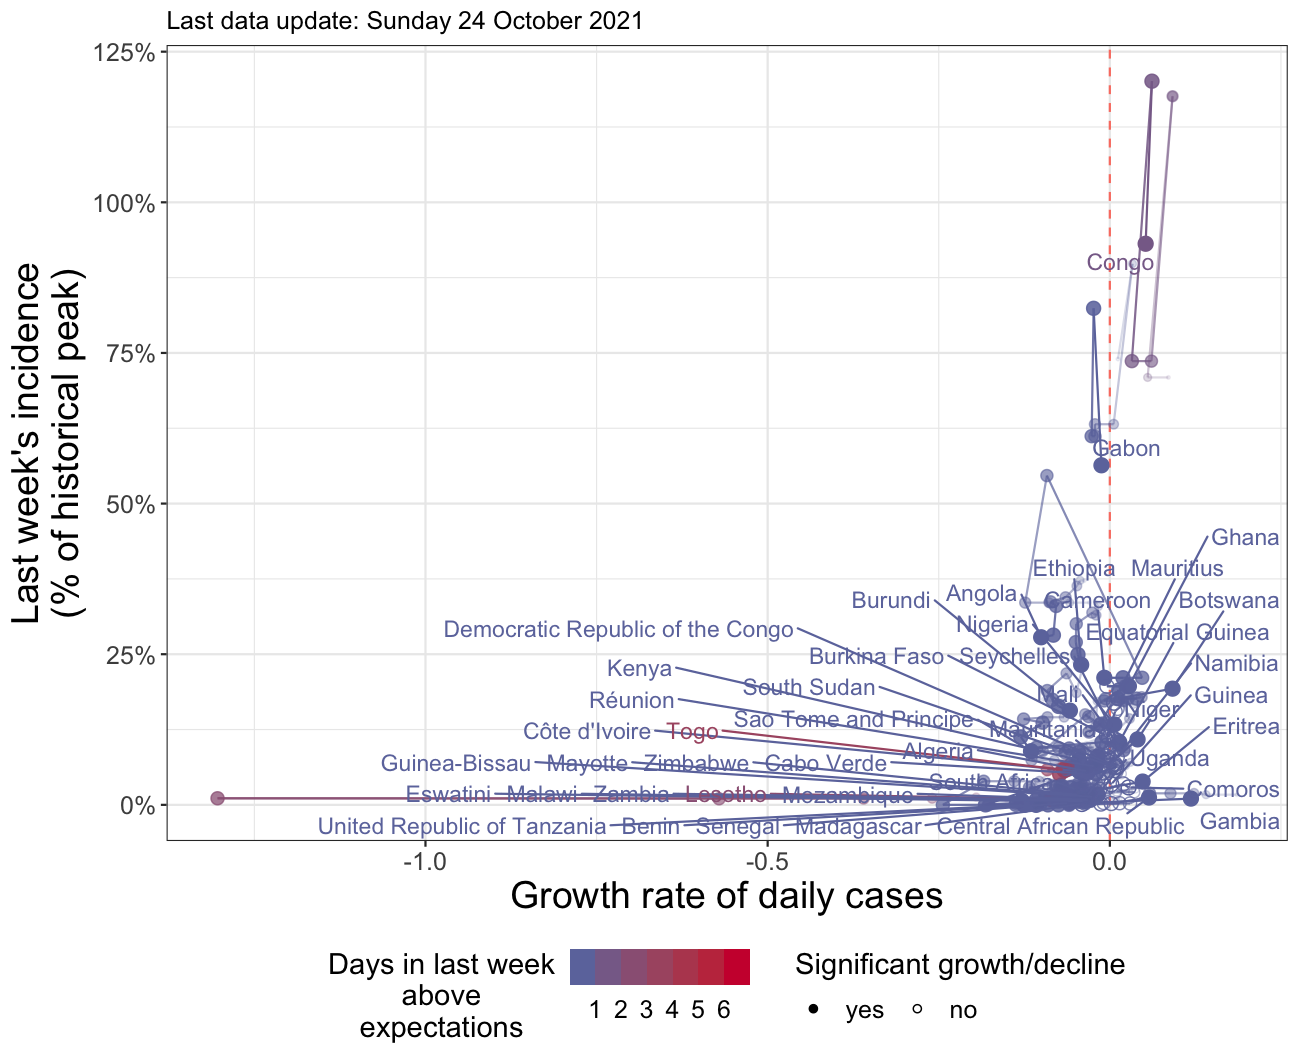 Last data update: Sunday 24 October 2021
125%
100%
75%
50%
25%
0%
Last week's incidence
(% of historical peak)
Congo
Gabon
Ghana
Ethiopia Mauritius
Burundi Angola Cameroon Botswana
Democratic Republic of the Congo Nigeria Equatorial Guinea
Kenya Burkina Faso Seychelles Namibia
Réunion South Sudan Mali Niger Guinea
Côte d'Ivoire Togo Sao Tome and Principe Mauritania Eritrea
Guinea-Bissau Mayotte Zimbabwe Cabo Verde Algeria Uganda
Eswatini Malawi Zambia Lesotho Mozambique South Africa Comoros
United Republic of Tanzania Benin Senegal Madagascar Central African Republic Gambia
-1.0 -0.5 0.0
Growth rate of daily cases
Days in last week
above
expectations
1 2 3 4 5 6
Significant growth/decline
yes no